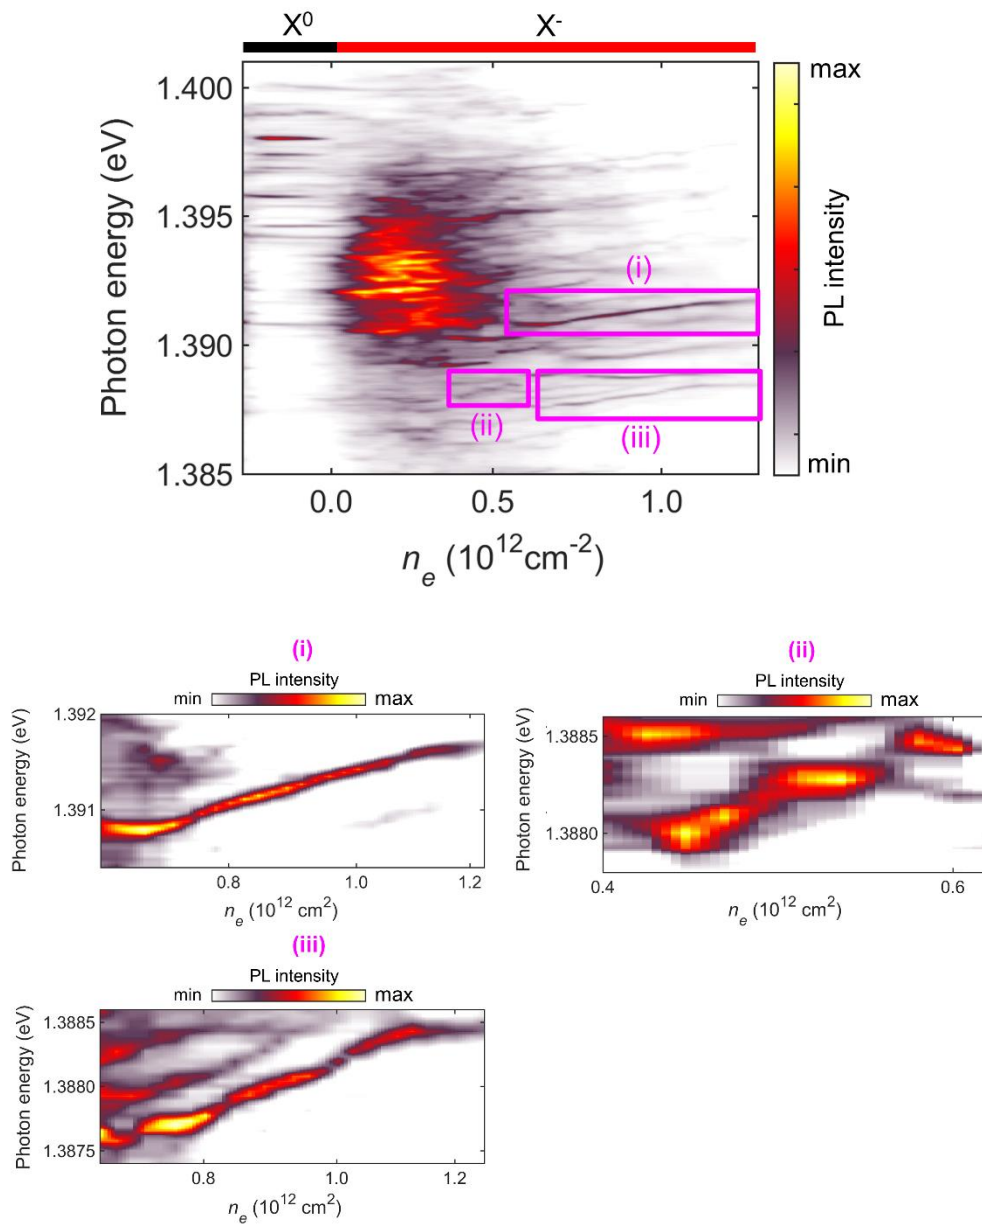 X⁰ X⁻
1.400
1.395
1.390
1.385
Photon energy (eV)
(i)
(ii)
(iii)
0.0 0.5 1.0
nₑ (10¹²cm⁻²)
max
min
PL intensity
(i)
PL intensity
min max
1.392
1.391
Photon energy (eV)
0.8 1.0 1.2
nₑ (10¹² cm²)
(ii)
PL intensity
min max
1.3885
1.3880
Photon energy (eV)
0.4 0.6
nₑ (10¹² cm²)
(iii)
PL intensity
min max
1.3885
1.3880
1.3875
Photon energy (eV)
0.8 1.0 1.2
nₑ (10¹² cm²)